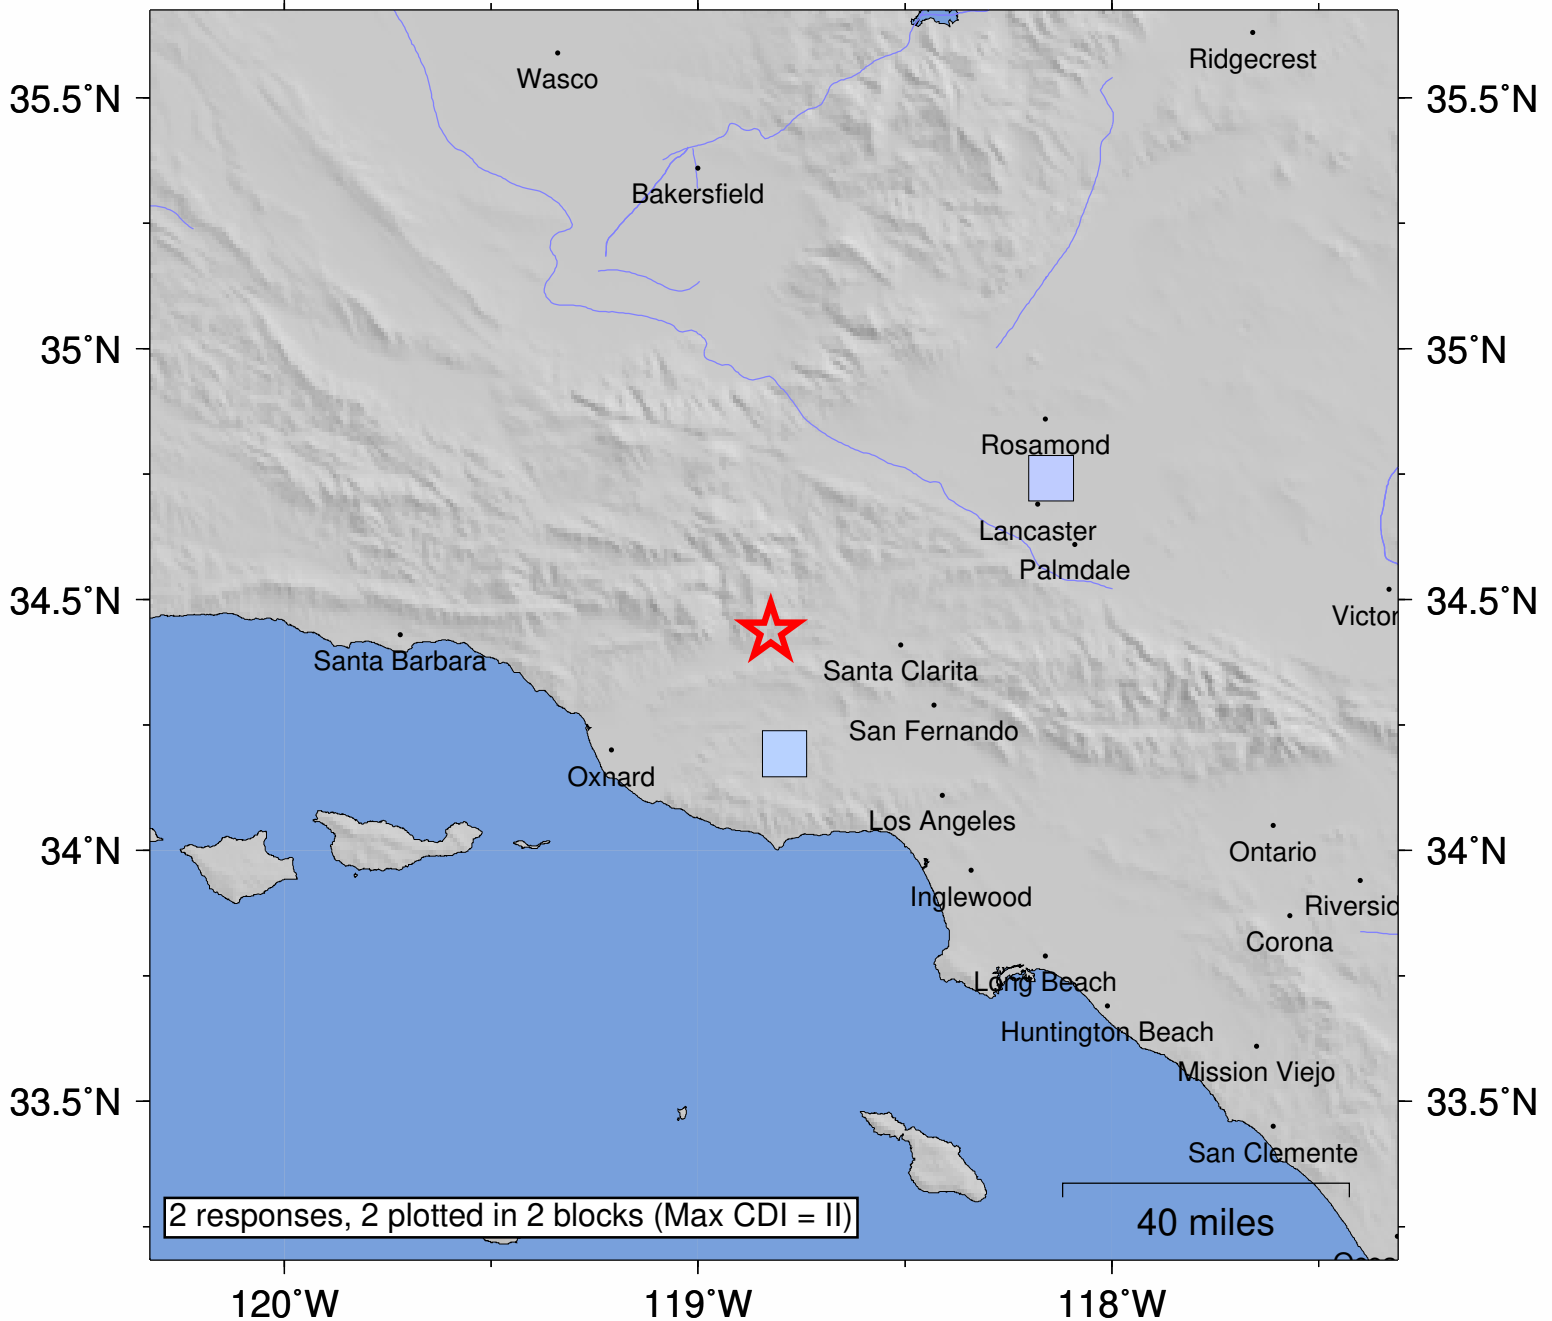 Ridgecrest
Wasco
35.5˚N
35.5˚N
Bakersfield
35˚N
35˚N
Rosamond
Lancaster
Palmdale
34.5˚N
34.5˚N
Victor
Santa Barbara
Santa Clarita
San Fernando
Oxnard
Los Angeles
34˚N
34˚N
Ontario
Inglewood
Riversid
Corona
Long Beach
Huntington Beach
Mission Viejo
33.5˚N
33.5˚N
San Clemente
2 responses, 2 plotted in 2 blocks (Max CDI = II)
40 miles
120˚W
119˚W
118˚W